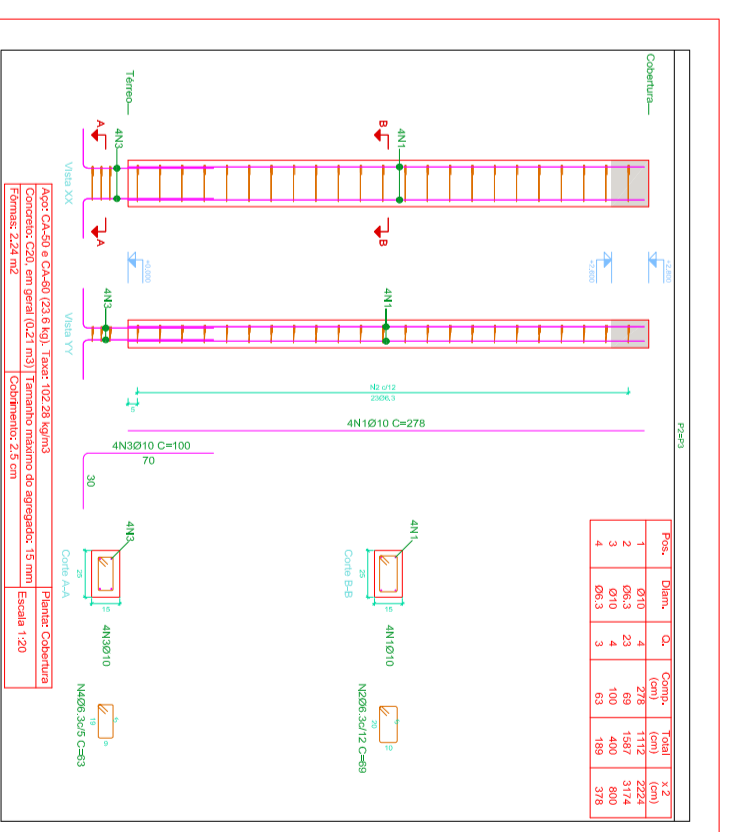 P2=P3
Cobertura
Térreo
4N1
B
B
4N3
A
A
Vista XX
+2,800
+0,000
4N1
4N3
Vista YY
N2 c/12
23Ø6,3
5
4N1Ø10 C=278
4N3Ø10 C=100
70
30
4N1
25
15
Corte B-B
4N1Ø10
20
10
N2Ø6.3c/12 C=69
4N3
25
15
Corte A-A
4N3Ø10
19
9
N4Ø6.3c/5 C=63
Pos. Diam. Q. Comp. (cm) Total (cm) x 2 (cm)
1 Ø10 4 278 1112 2224
2 Ø6.3 23 69 1587 3174
3 Ø10 4 100 400 800
4 Ø6.3 3 63 189 378
Aço: CA-50 e CA-60 (23.6 kg). Taxa: 102.28 kg/m3 Planta: Cobertura
Concreto: C20, em geral (0.21 m3) Tamanho máximo do agregado: 15 mm Escala 1:20
Fôrmas: 2.24 m2 Cobrimento: 2.5 cm